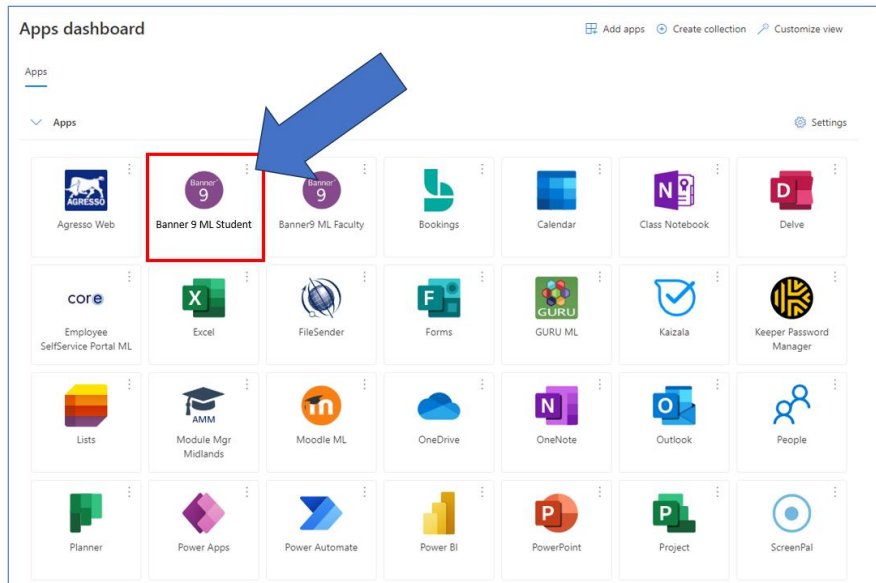 Apps dashboard
Add apps
Create collection
Customize view
Apps
Apps
Settings
AGRESSO
Agresso Web
Banner
9
Banner 9 ML Student
Banner
9
Banner9 ML Faculty
Bookings
Calendar
N
Class Notebook
D
Delve
core
Employee
SelfService Portal ML
X
Excel
FileSender
F
Forms
GURU
GURU ML
Kaizala
Keeper Password
Manager
Lists
AMM
Module Mgr
Midlands
m
Moodle ML
OneDrive
N
OneNote
O
Outlook
People
Planner
Power Apps
Power Automate
Power BI
P
PowerPoint
P
Project
ScreenPal